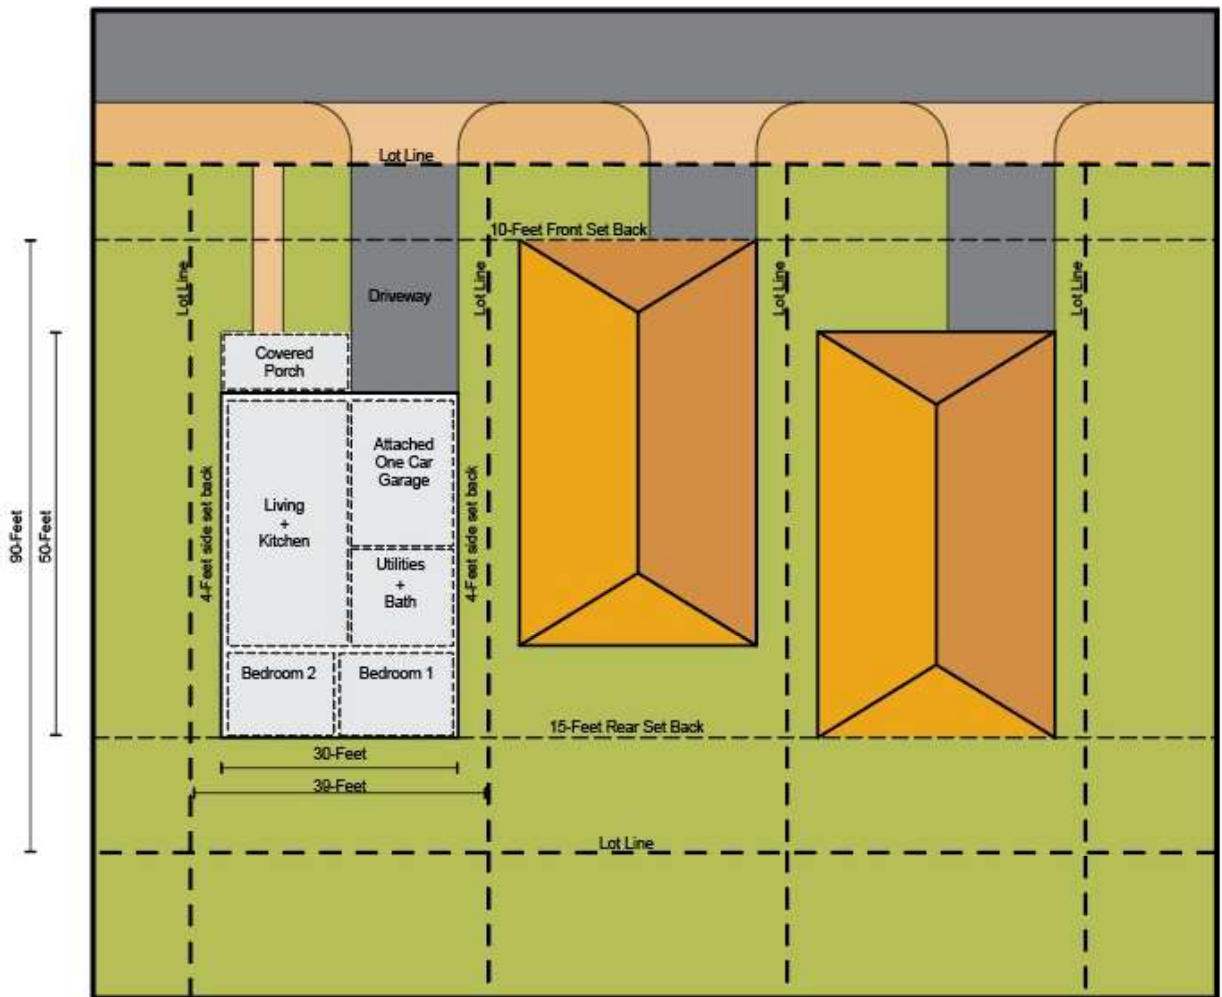 Lot Line
10-Feet Front Set Back
Lot Line
Lot Line
Lot Line
Lot Line
Driveway
Covered
Porch
Attached
One Car
Garage
Living
+
Kitchen
4-Feet side set back
4-Feet side set back
90-Feet
50-Feet
Utilities
+
Bath
Bedroom 2
Bedroom 1
15-Feet Rear Set Back
30-Feet
39-Feet
Lot Line